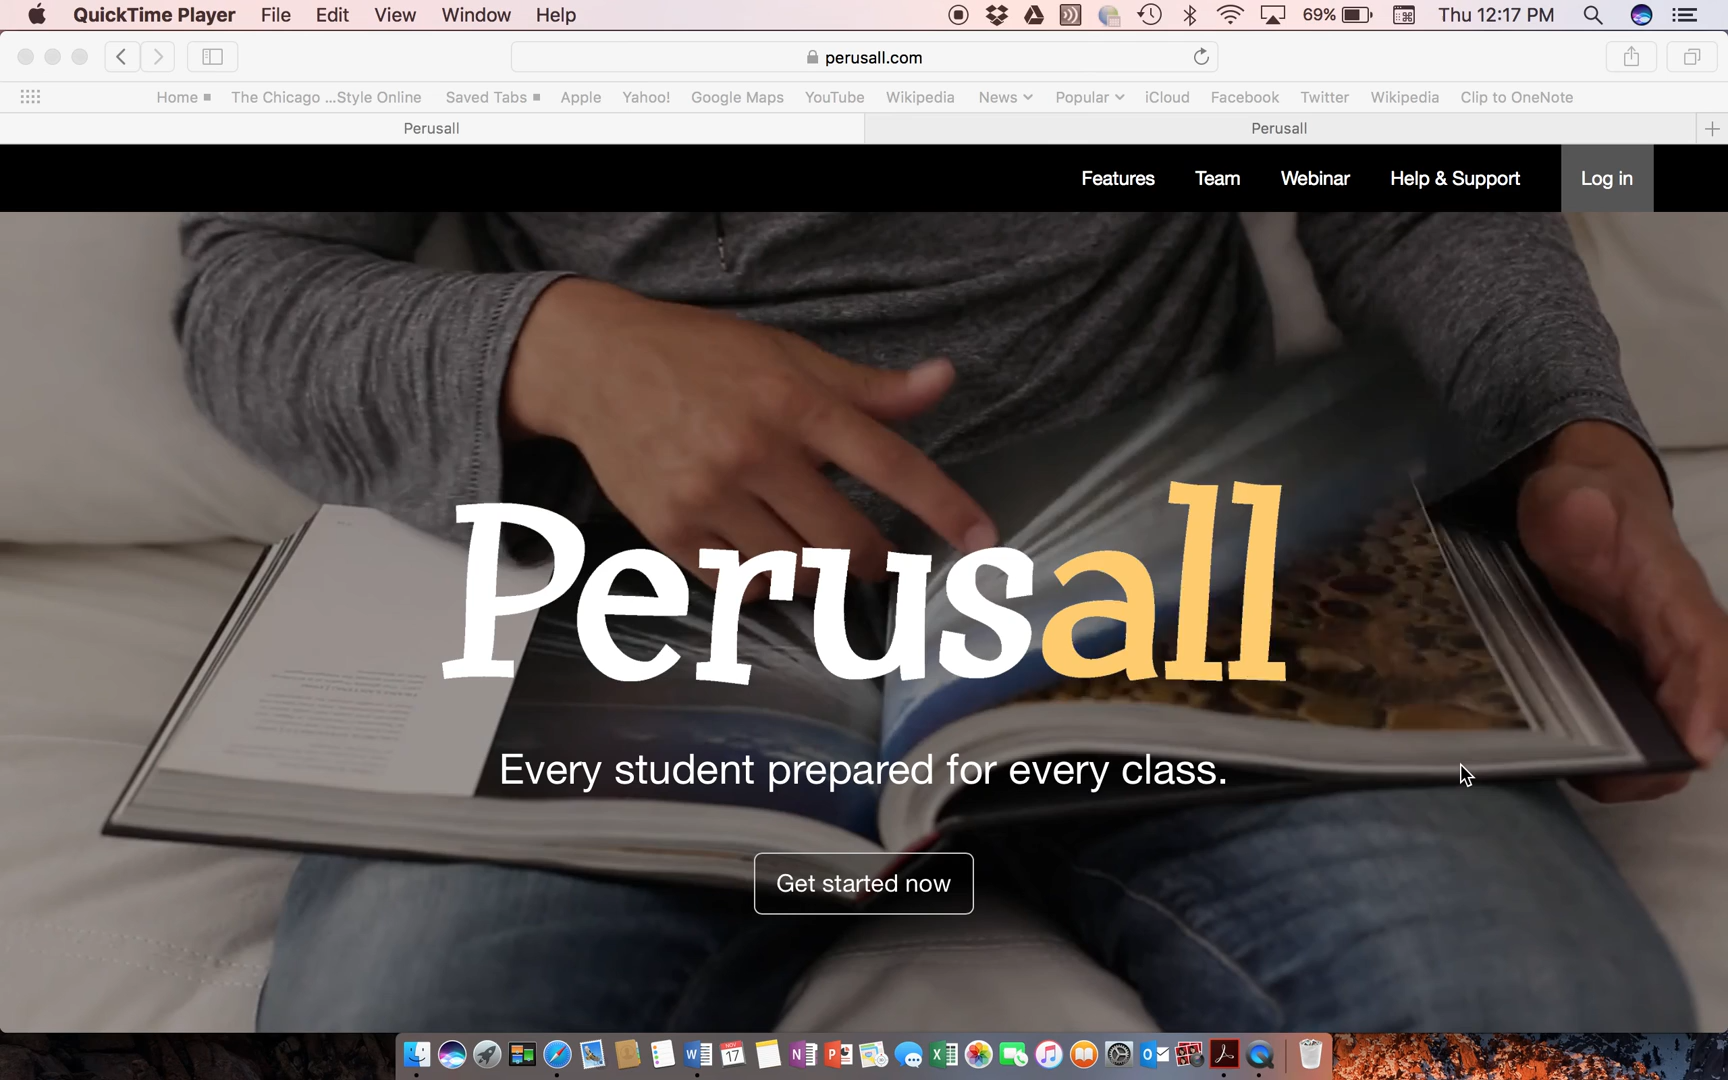 QuickTime Player File Edit View Window Help 69% Thu 12:17 PM
perusall.com
Home The Chicago ...Style Online Saved Tabs Apple Yahoo! Google Maps YouTube Wikipedia News Popular iCloud Facebook Twitter Wikipedia Clip to OneNote
Perusall Perusall
Features Team Webinar Help & Support Log in
Perusall
Every student prepared for every class.
Get started now
NOV
17